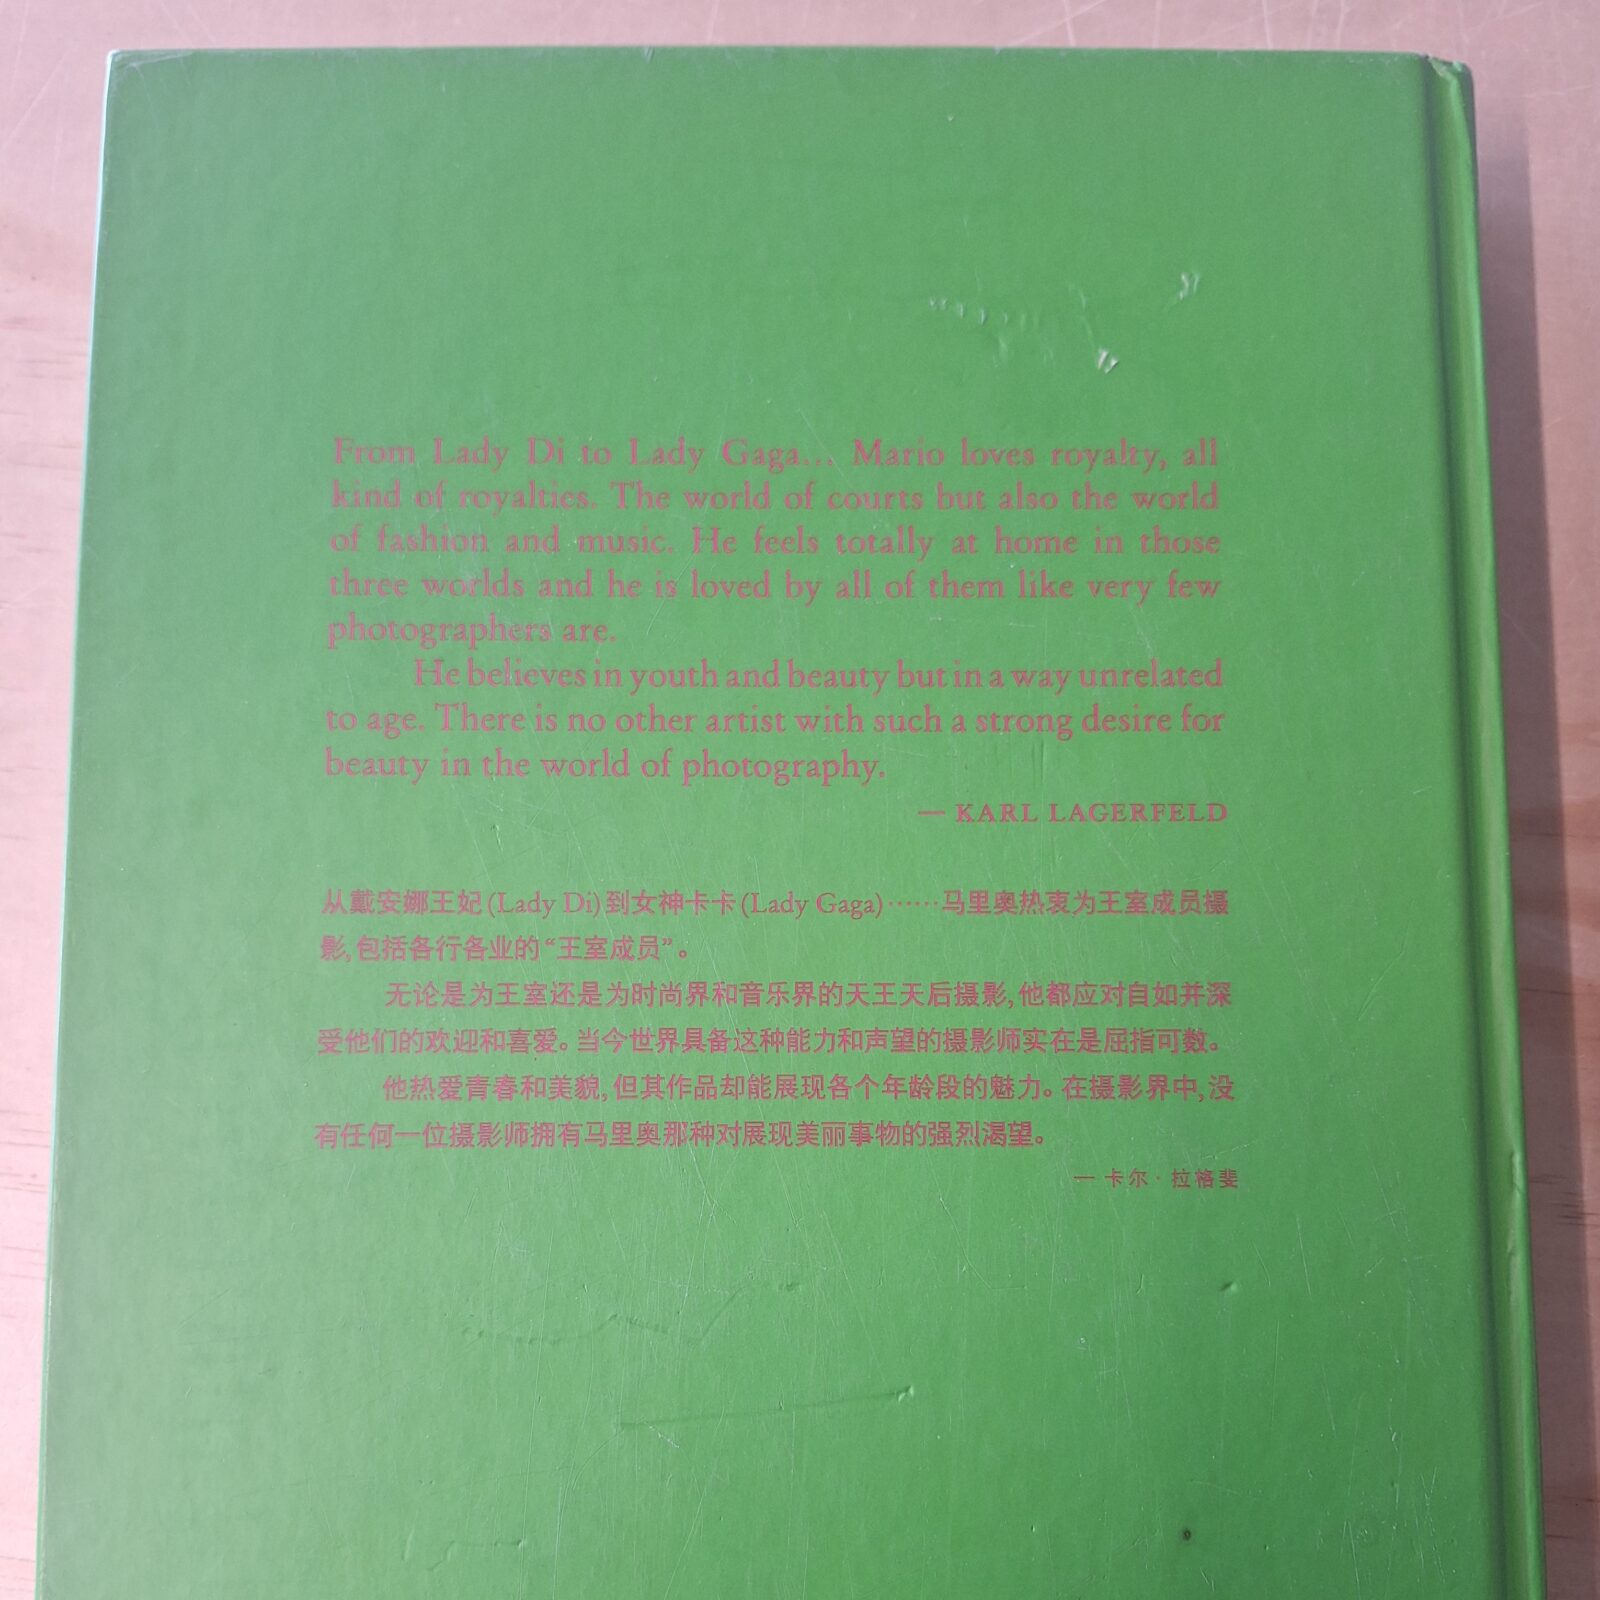 From Lady Di to Lady Gaga... Mario loves royalty, all
kind of royalties. The world of courts but also the world
of fashion and music. He feels totally at home in those
three worlds and he is loved by all of them like very few
photographers are.
He believes in youth and beauty but in a way unrelated
to age. There is no other artist with such a strong desire for
beauty in the world of photography.
— KARL LAGERFELD
从戴安娜王妃(Lady Di)到女神卡卡(Lady Gaga)……马里奥热衷为王室成员摄
影,包括各行各业的“王室成员”。
无论是为王室还是为时尚界和音乐界的天王天后摄影,他都应对自如并深
受他们的欢迎和喜爱。当今世界具备这种能力和声望的摄影师实在是屈指可数。
他热爱青春和美貌,但其作品却能展现各个年龄段的魅力。在摄影界中,没
有任何一位摄影师拥有马里奥那种对展现美丽事物的强烈渴望。
— 卡尔·拉格斐